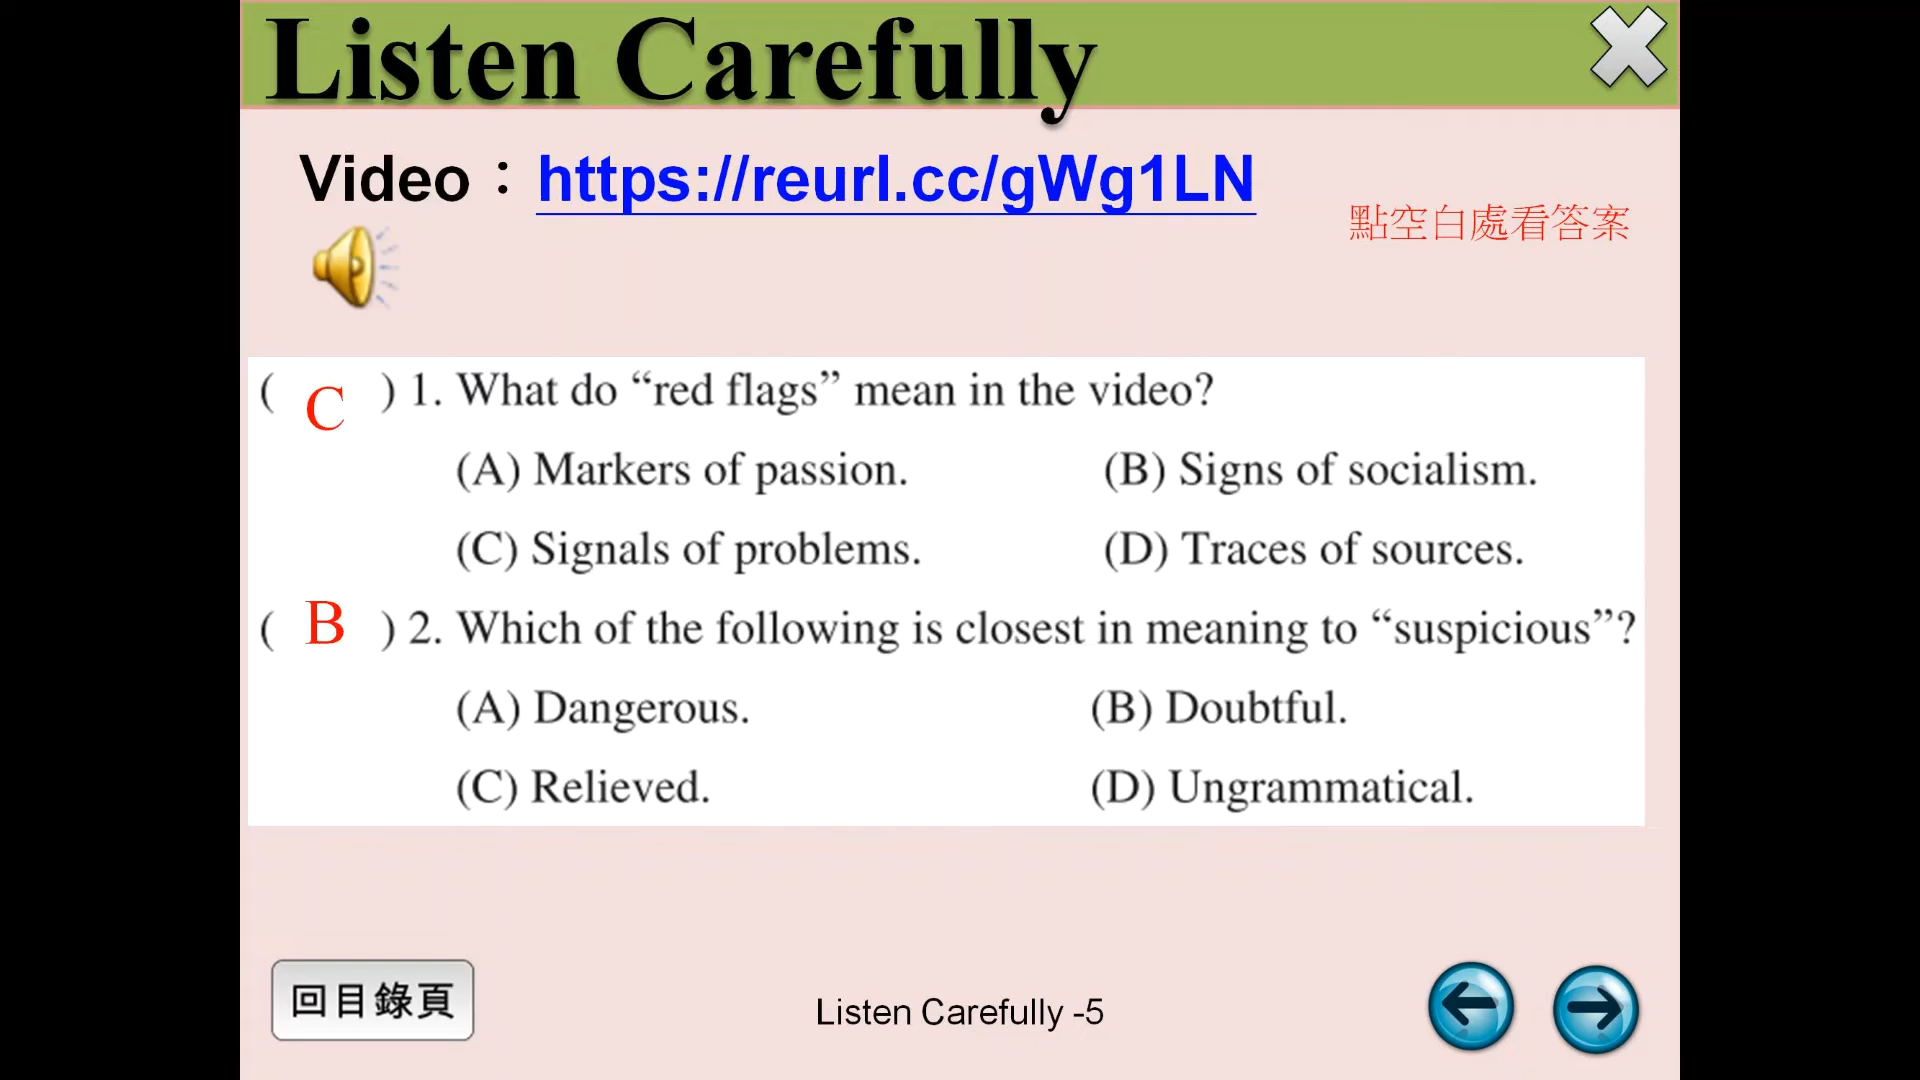 Listen Carefully
Video：https://reurl.cc/gWg1LN
點空白處看答案
( C ) 1. What do “red flags” mean in the video?
(A) Markers of passion. (B) Signs of socialism.
(C) Signals of problems. (D) Traces of sources.
( B ) 2. Which of the following is closest in meaning to “suspicious”?
(A) Dangerous. (B) Doubtful.
(C) Relieved. (D) Ungrammatical.
回目錄頁
Listen Carefully -5